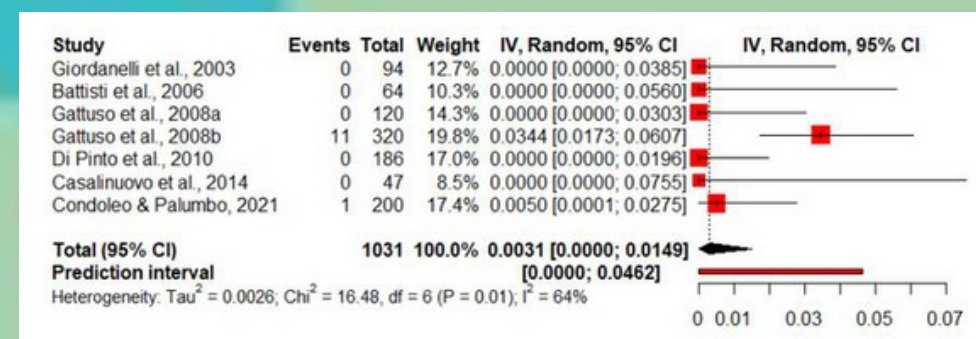 Study Events Total Weight IV, Random, 95% CI IV, Random, 95% CI
Giordanelli et al., 2003 0 94 12.7% 0.0000 [0.0000; 0.0385]
Battisti et al., 2006 0 64 10.3% 0.0000 [0.0000; 0.0560]
Gattuso et al., 2008a 0 120 14.3% 0.0000 [0.0000; 0.0303]
Gattuso et al., 2008b 11 320 19.8% 0.0344 [0.0173; 0.0607]
Di Pinto et al., 2010 0 186 17.0% 0.0000 [0.0000; 0.0196]
Casalinuovo et al., 2014 0 47 8.5% 0.0000 [0.0000; 0.0755]
Condoleo & Palumbo, 2021 1 200 17.4% 0.0050 [0.0001; 0.0275]
Total (95% CI) 1031 100.0% 0.0031 [0.0000; 0.0149]
Prediction interval [0.0000; 0.0462]
Heterogeneity: Tau² = 0.0026; Chi² = 16.48, df = 6 (P = 0.01); I² = 64%
0 0.01 0.03 0.05 0.07